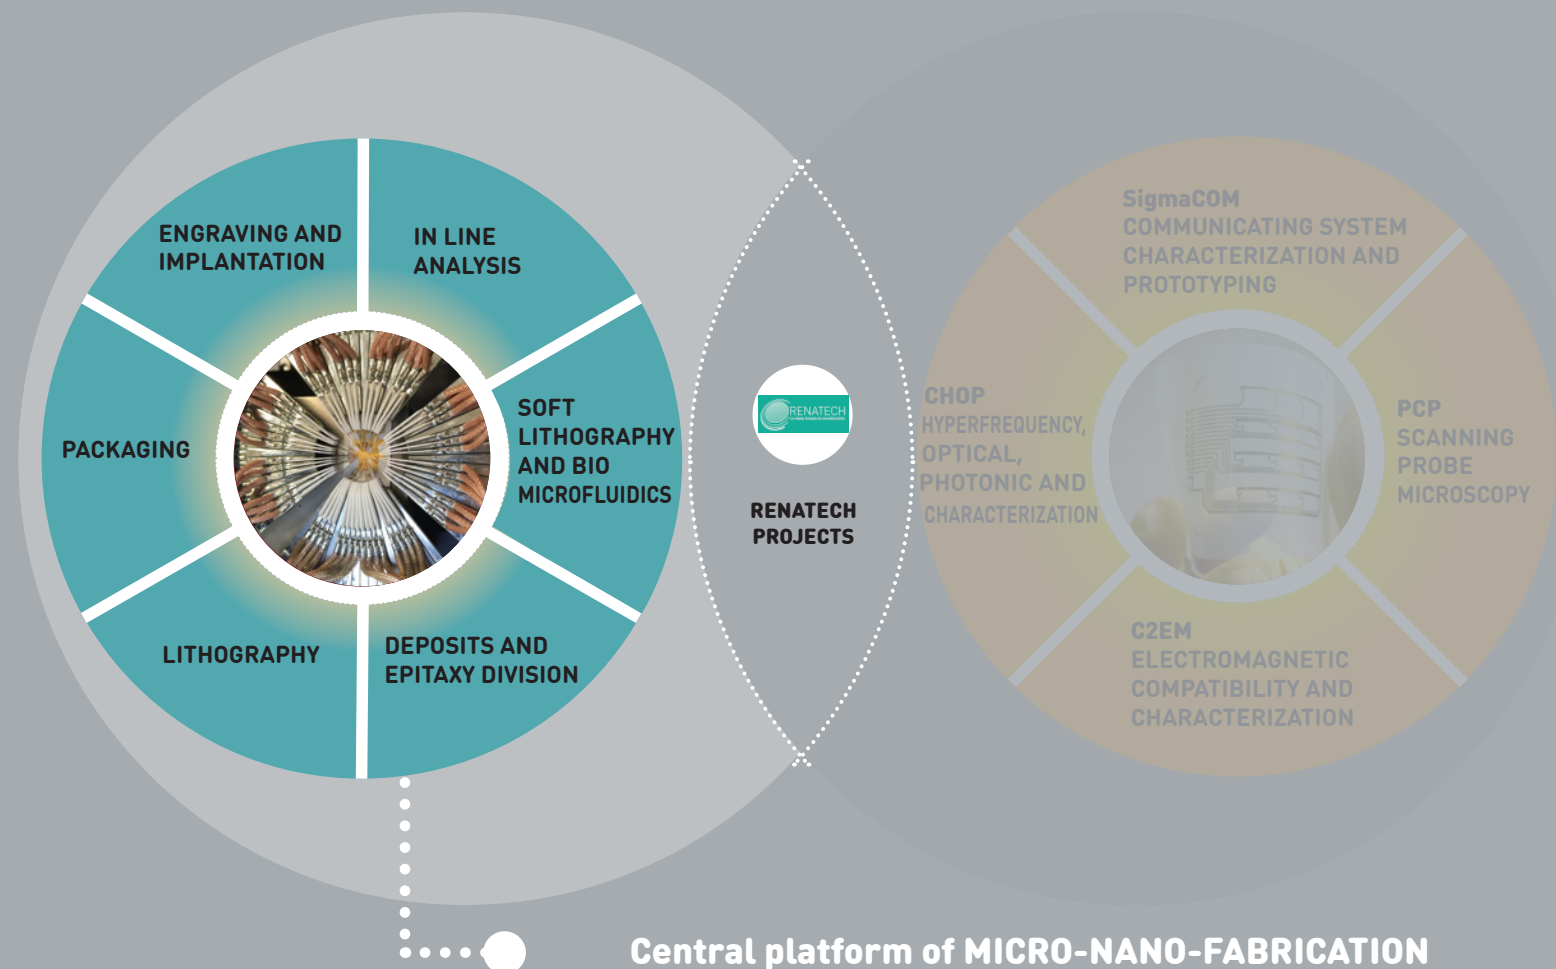 ENGRAVING AND
IMPLANTATION
IN LINE
ANALYSIS
PACKAGING
SOFT
LITHOGRAPHY
AND BIO
MICROFLUIDICS
LITHOGRAPHY
DEPOSITS AND
EPITAXY DIVISION
RENATECH
RENATECH
PROJECTS
SigmaCOM
COMMUNICATING SYSTEM
CHARACTERIZATION AND
PROTOTYPING
CHOP
HYPERFREQUENCY,
OPTICAL,
PHOTONIC AND
CHARACTERIZATION
PCP
SCANNING
PROBE
MICROSCOPY
C2EM
ELECTROMAGNETIC
COMPATIBILITY AND
CHARACTERIZATION
Central platform of MICRO-NANO-FABRICATION